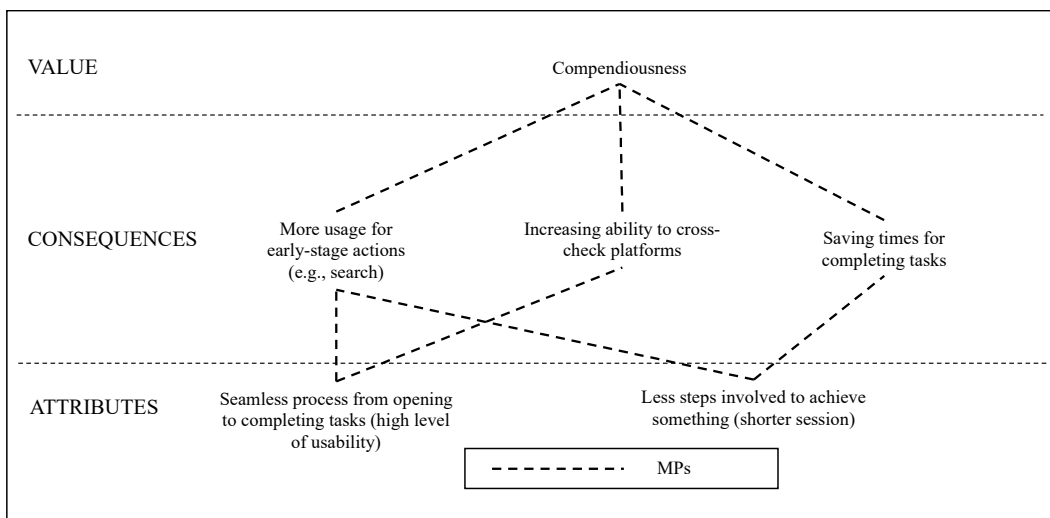 VALUE
Compendiousness
CONSEQUENCES
More usage for
early-stage actions
(e.g., search)
Increasing ability to cross-
check platforms
Saving times for
completing tasks
ATTRIBUTES
Seamless process from opening
to completing tasks (high level
of usability)
Less steps involved to achieve
something (shorter session)
MPs